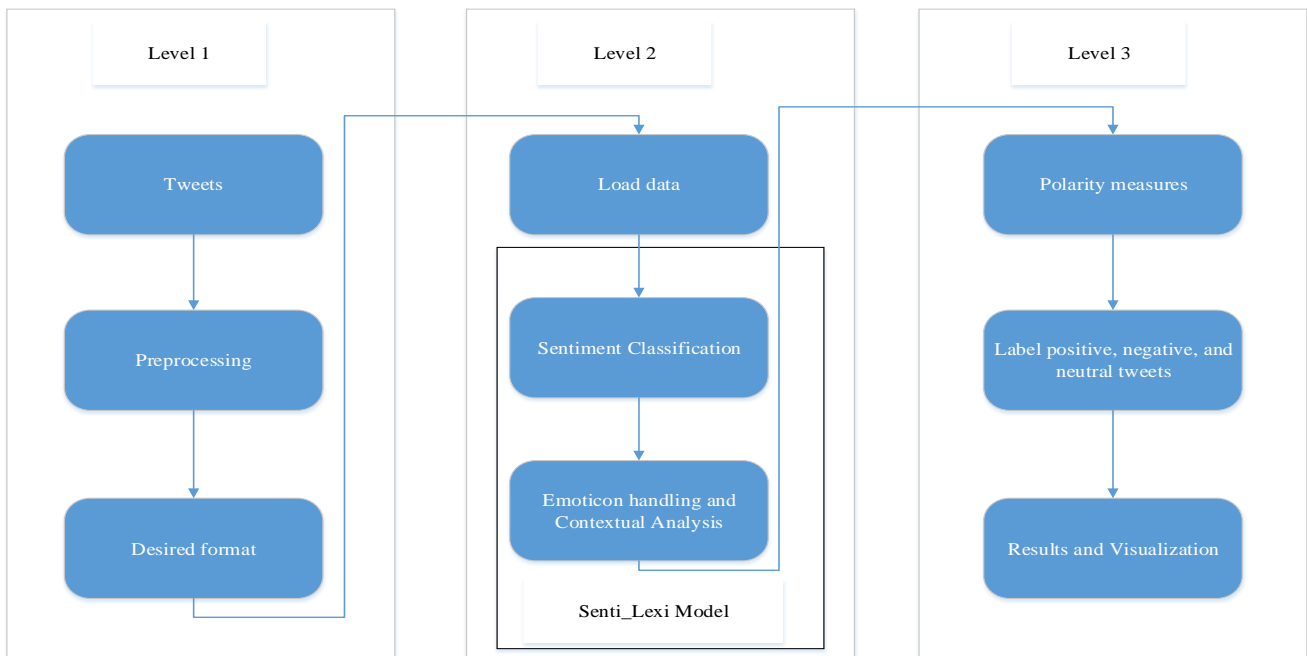 Level 1
Tweets
Preprocessing
Desired format
Level 2
Load data
Sentiment Classification
Emoticon handling and
Contextual Analysis
Senti_Lexi Model
Level 3
Polarity measures
Label positive, negative, and
neutral tweets
Results and Visualization